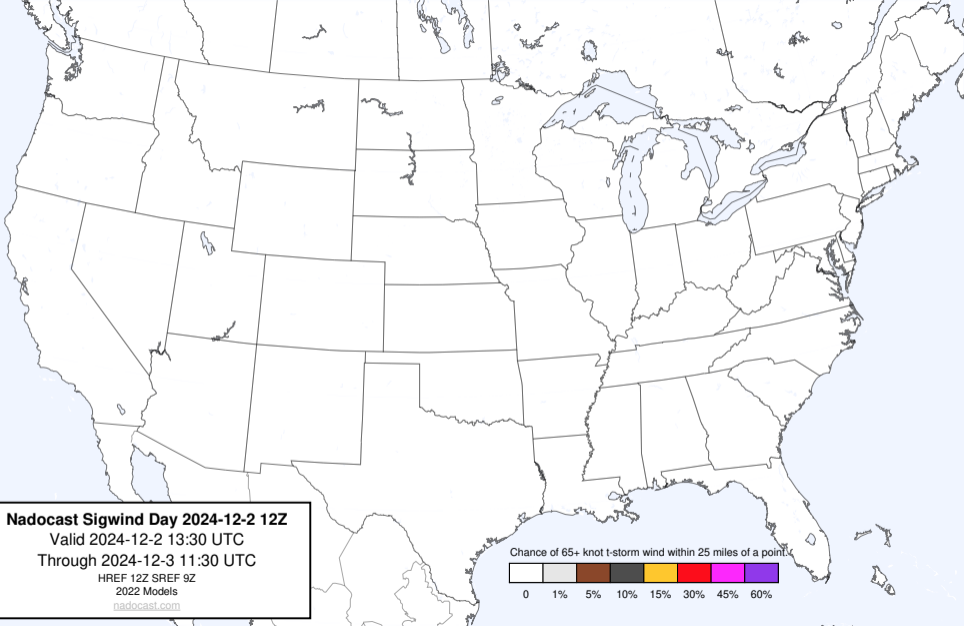 Nadocast Sigwind Day 2024-12-2 12Z
Valid 2024-12-2 13:30 UTC
Through 2024-12-3 11:30 UTC
HREF 12Z SREF 9Z
2022 Models
nadocast.com
Chance of 65+ knot t-storm wind within 25 miles of a point.
0 1% 5% 10% 15% 30% 45% 60%